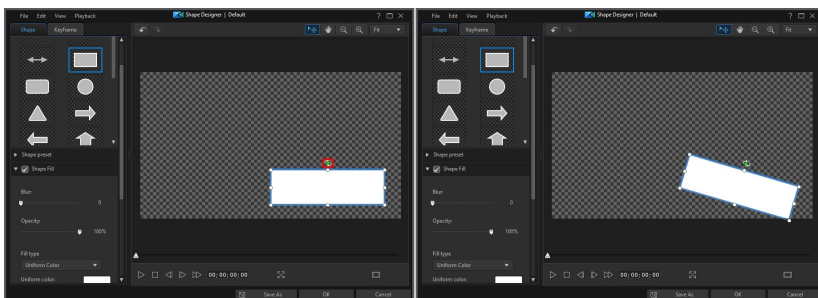 File Edit View Playback
Shape Designer | Default
Shape Keyframe
Fit
Shape preset
Shape Fill
Blur:
0
Opacity:
100%
Fill type
Uniform Color
Uniform color:
00;00;00;00
Save As OK Cancel
File Edit View Playback
Shape Designer | Default
Shape Keyframe
Fit
Shape preset
Shape Fill
Blur:
0
Opacity:
100%
Fill type
Uniform Color
Uniform color:
00;00;00;00
Save As OK Cancel